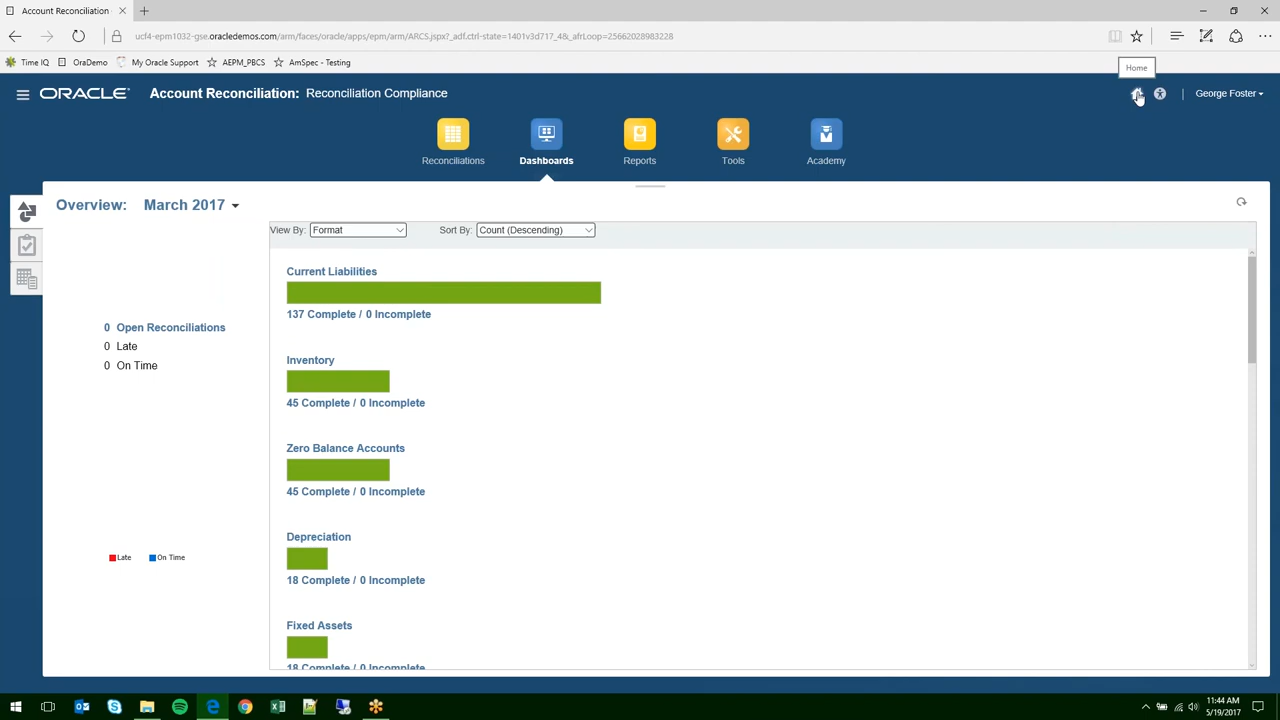 Account Reconciliation
ucf4-epm1032-gse.oracledemos.com/arm/faces/oracle/apps/epm/arm/ARCS.jspx?_adf.ctrl-state=1401v3d717_4&_afrLoop=25662028983228
Time IQ OraDemo My Oracle Support AEPM_PBCS AmSpec - Testing
Home
ORACLE Account Reconciliation: Reconciliation Compliance George Foster
Reconciliations Dashboards Reports Tools Academy
Overview: March 2017
View By: Format Sort By: Count (Descending)
Current Liabilities
137 Complete / 0 Incomplete
0 Open Reconciliations
0 Late
0 On Time
Inventory
45 Complete / 0 Incomplete
Zero Balance Accounts
45 Complete / 0 Incomplete
Depreciation
18 Complete / 0 Incomplete
Late On Time
Fixed Assets
18 Complete / 0 Incomplete
11:44 AM
5/19/2017